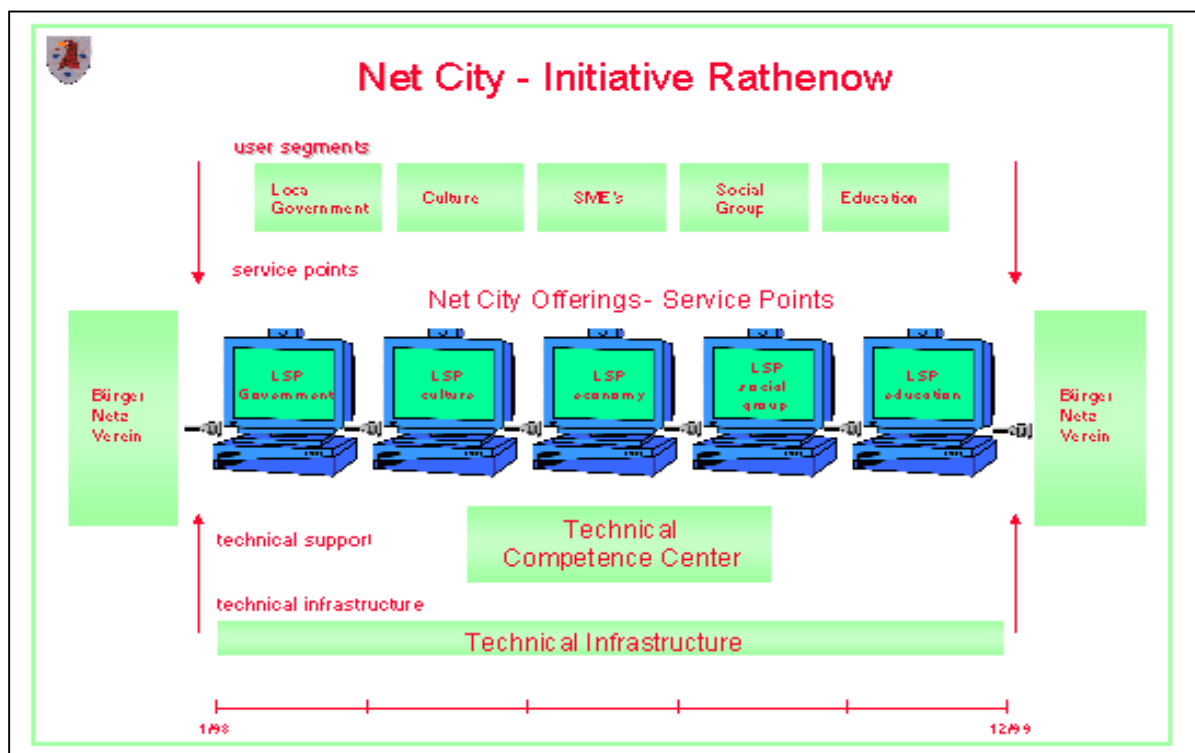 Net City - Initiative Rathenow
user segments
Loca
Government
Culture
SME's
Social
Group
Education
service points
Net City Offerings- Service Points
Bürger
Netz
Verein
LSP
Government
LSP
culture
LSP
economy
LSP
social
group
LSP
education
Bürger
Netz
Verein
technical support
Technical
Competence Center
technical infrastructure
Technical Infrastructure
1/98
12/99